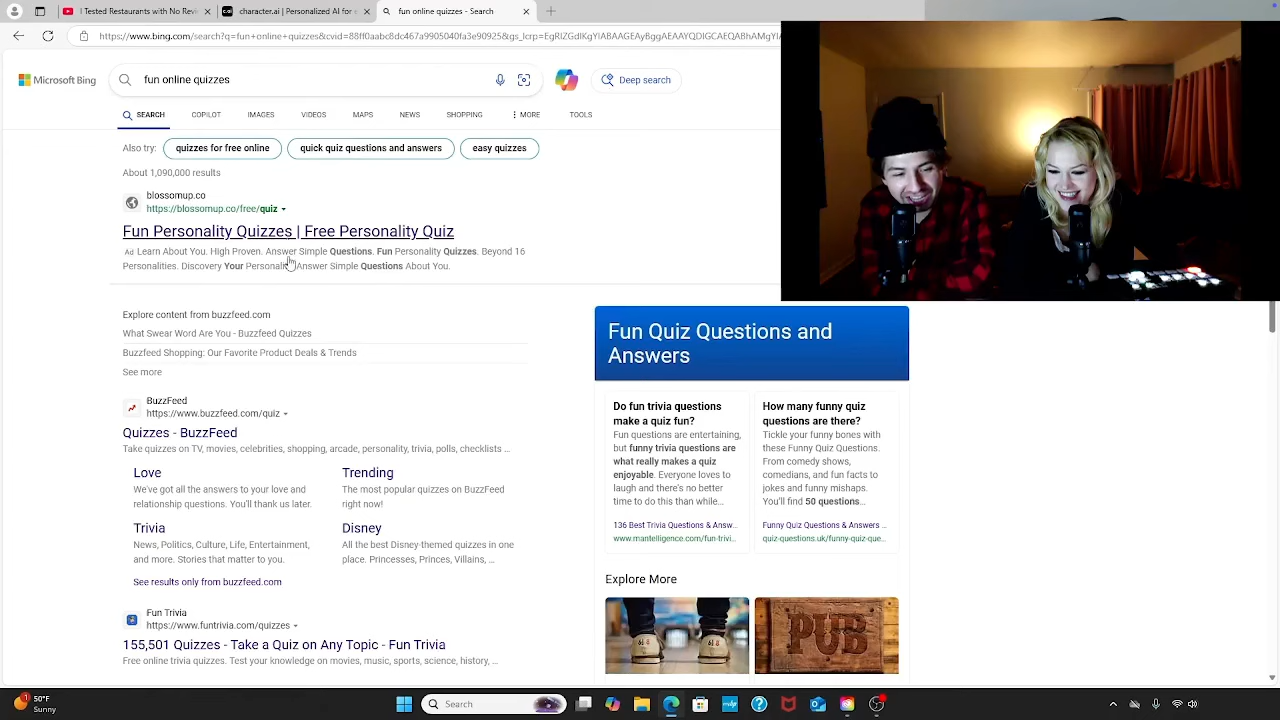 I Tested Restaurants with No Revi
character.ai | Personalized AI for e
fun online quizzes - Search
https://www.bing.com/search?q=fun+online+quizzes&cvid=88ff0aabc8dc467a9905040fa3e90925&gs_lcrp=EgRlZGdlKgYIABAAGEAyBggAEAAYQDIGCAEQABhAMgYI
Microsoft Bing
fun online quizzes
Deep search
SEARCH
COPILOT
IMAGES
VIDEOS
MAPS
NEWS
SHOPPING
MORE
TOOLS
Also try:
quizzes for free online
quick quiz questions and answers
easy quizzes
About 1,090,000 results
blossomup.co
https://blossomup.co/free/quiz
Fun Personality Quizzes | Free Personality Quiz
Ad Learn About You. High Proven. Answer Simple Questions. Fun Personality Quizzes. Beyond 16
Personalities. Discovery Your Personalit Answer Simple Questions About You.
Explore content from buzzfeed.com
What Swear Word Are You - Buzzfeed Quizzes
Buzzfeed Shopping: Our Favorite Product Deals & Trends
See more
BuzzFeed
https://www.buzzfeed.com/quiz
Quizzes - BuzzFeed
Take quizzes on TV, movies, celebrities, shopping, arcade, personality, trivia, polls, checklists ...
Love
We've got all the answers to your love and
relationship questions. You'll thank us later.
Trending
The most popular quizzes on BuzzFeed
right now!
Trivia
News, Politics, Culture, Life, Entertainment,
and more. Stories that matter to you.
Disney
All the best Disney-themed quizzes in one
place. Princesses, Princes, Villains, ...
See results only from buzzfeed.com
Fun Trivia
https://www.funtrivia.com/quizzes
155,501 Quizzes - Take a Quiz on Any Topic - Fun Trivia
Free online trivia quizzes. Test your knowledge on movies, music, sports, science, history, ...
Fun Quiz Questions and
Answers
Do fun trivia questions
make a quiz fun?
Fun questions are entertaining,
but funny trivia questions are
what really makes a quiz
enjoyable. Everyone loves to
laugh and there's no better
time to do this than while...
136 Best Trivia Questions & Answ...
www.mantelligence.com/fun-trivi...
How many funny quiz
questions are there?
Tickle your funny bones with
these Funny Quiz Questions.
From comedy shows,
comedians, and fun facts to
jokes and funny mishaps.
You'll find 50 questions...
Funny Quiz Questions & Answers ...
quiz-questions.uk/funny-quiz-que...
Explore More
PUB
50°F
Sunny
Search